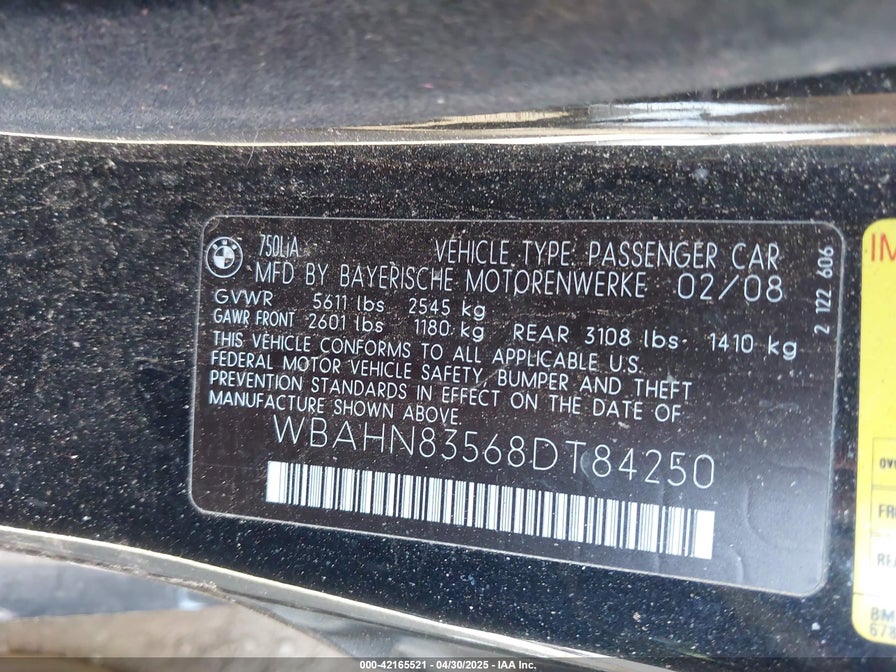 750LiA VEHICLE TYPE: PASSENGER CAR
MFD BY BAYERISCHE MOTORENWERKE 02/08
GVWR 5611 lbs 2545 kg
GAWR FRONT 2601 lbs 1180 kg REAR 3108 lbs 1410 kg
THIS VEHICLE CONFORMS TO ALL APPLICABLE U.S.
FEDERAL MOTOR VEHICLE SAFETY, BUMPER AND THEFT
PREVENTION STANDARDS IN EFFECT ON THE DATE OF
MANUFACTURE SHOWN ABOVE.
WBAHN83568DT84250
2 122 606
000-42165521 - 04/30/2025 - IAA Inc.